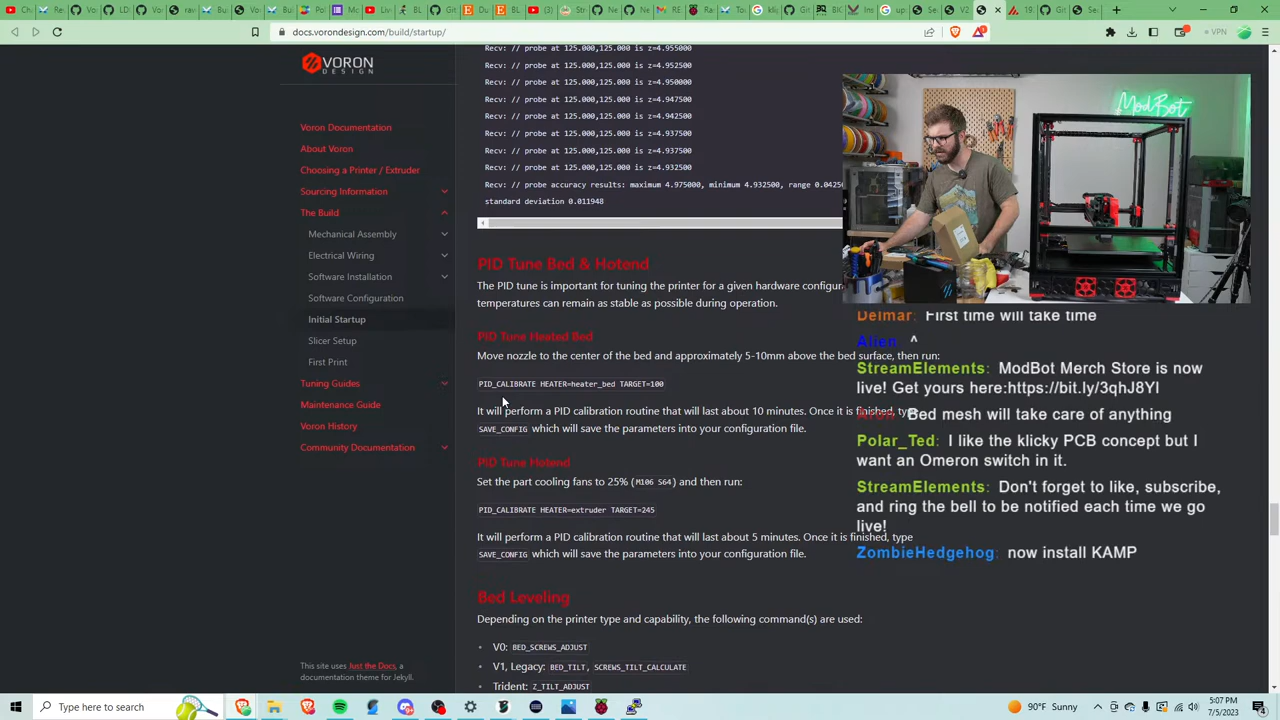 docs.vorondesign.com/build/startup/
VPN
VORON
DESIGN
Voron Documentation
About Voron
Choosing a Printer / Extruder
Sourcing Information
The Build
Mechanical Assembly
Electrical Wiring
Software Installation
Software Configuration
Initial Startup
Slicer Setup
First Print
Tuning Guides
Maintenance Guide
Voron History
Community Documentation
This site uses Just the Docs, a
documentation theme for Jekyll.
Recv: // probe at 125.000,125.000 is z=4.955000
Recv: // probe at 125.000,125.000 is z=4.952500
Recv: // probe at 125.000,125.000 is z=4.950000
Recv: // probe at 125.000,125.000 is z=4.947500
Recv: // probe at 125.000,125.000 is z=4.942500
Recv: // probe at 125.000,125.000 is z=4.937500
Recv: // probe at 125.000,125.000 is z=4.937500
Recv: // probe at 125.000,125.000 is z=4.932500
Recv: // probe accuracy results: maximum 4.975000, minimum 4.932500, range 0.04250
standard deviation 0.011948
PID Tune Bed & Hotend
The PID tune is important for tuning the printer for a given hardware configura
temperatures can remain as stable as possible during operation.
PID Tune Heated Bed
Move nozzle to the center of the bed and approximately 5-10mm above the bed surface, then run:
PID_CALIBRATE HEATER=heater_bed TARGET=100
It will perform a PID calibration routine that will last about 10 minutes. Once it is finished, type
SAVE_CONFIG which will save the parameters into your configuration file.
PID Tune Hotend
Set the part cooling fans to 25% (M106 S64) and then run:
PID_CALIBRATE HEATER=extruder TARGET=245
It will perform a PID calibration routine that will last about 5 minutes. Once it is finished, type
SAVE_CONFIG which will save the parameters into your configuration file.
Bed Leveling
Depending on the printer type and capability, the following command(s) are used:
V0: BED_SCREWS_ADJUST
V1, Legacy: BED_TILT, SCREWS_TILT_CALCULATE
Trident: Z_TILT_ADJUST
ModBot
Delmar: First time will take time
Alien ^
StreamElements: ModBot Merch Store is now
live! Get yours here:https://bit.ly/3qhJ8YI
Aron: Bed mesh will take care of anything
Polar_Ted: I like the klicky PCB concept but I
want an Omeron switch in it.
StreamElements: Don't forget to like, subscribe,
and ring the bell to be notified each time we go
live!
ZombieHedgehog: now install KAMP
Type here to search
90°F Sunny
5:07 PM
7/5/2023